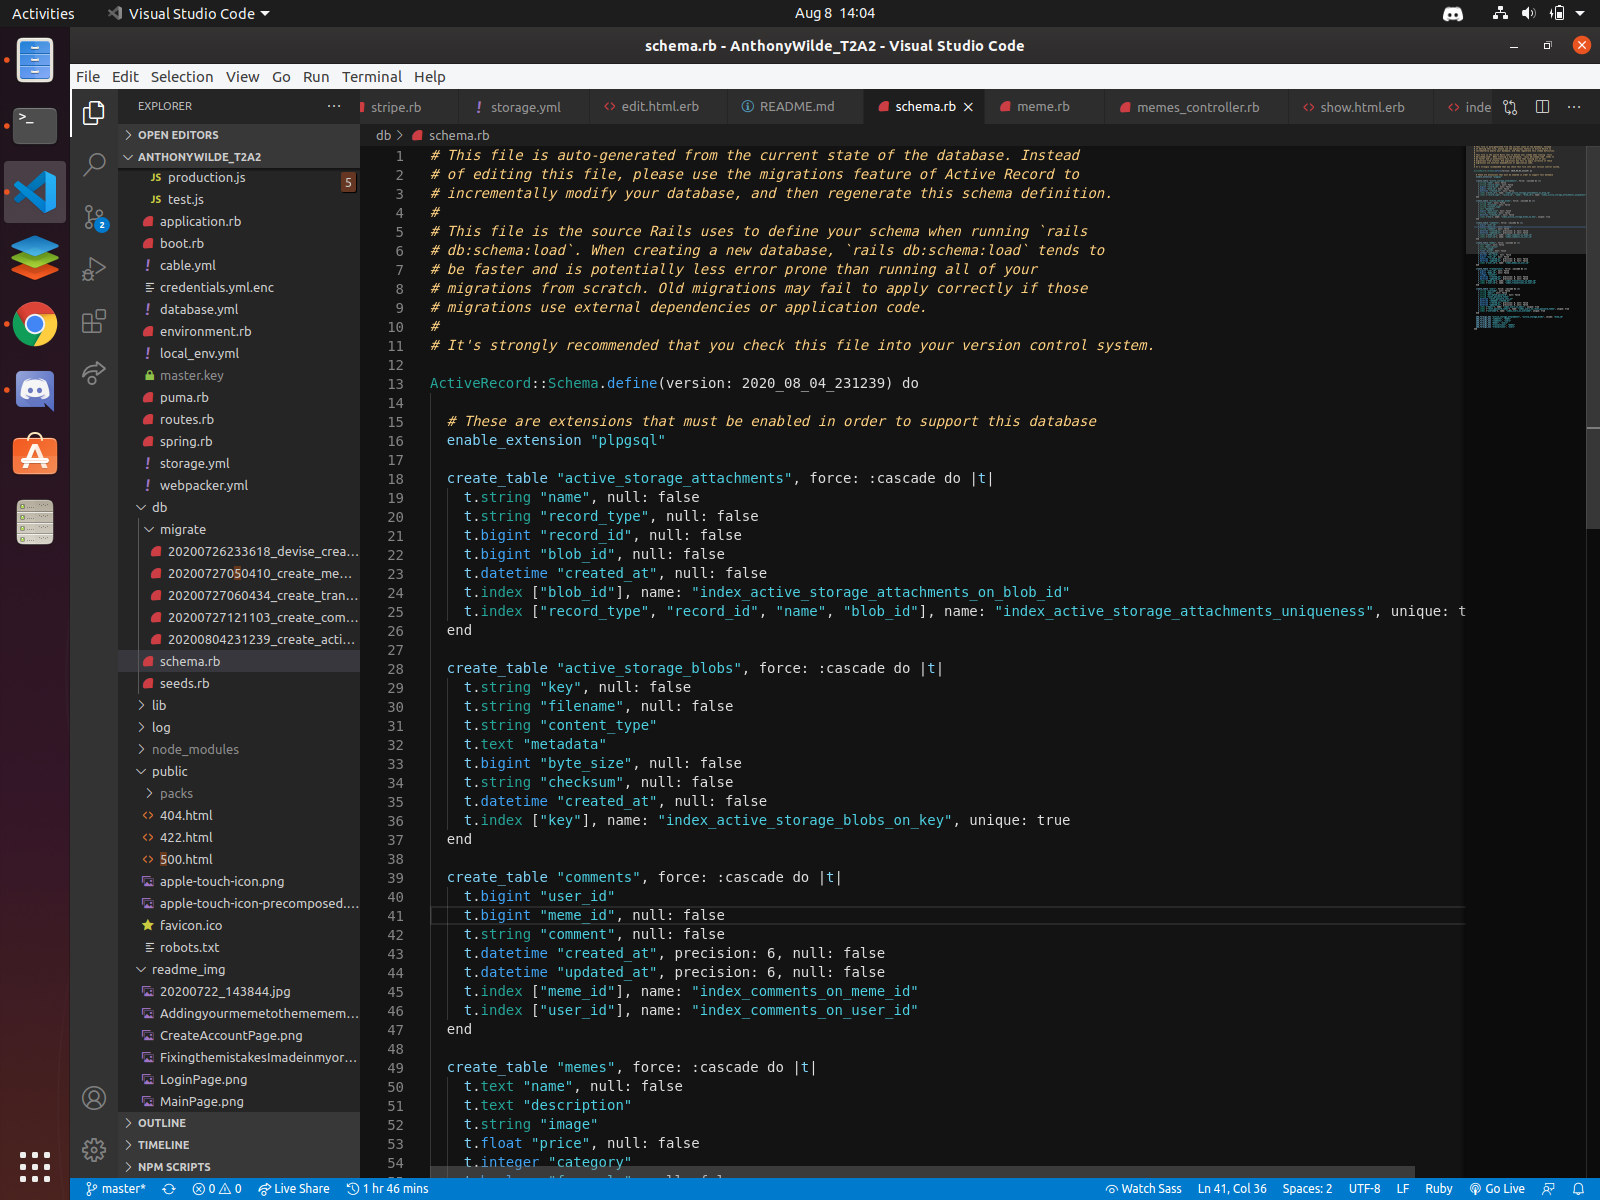 Activities
Visual Studio Code
Aug 8 14:04
schema.rb - AnthonyWilde_T2A2 - Visual Studio Code
File Edit Selection View Go Run Terminal Help
EXPLORER
stripe.rb
! storage.yml
<> edit.html.erb
README.md
schema.rb
meme.rb
memes_controller.rb
<> show.html.erb
<> inde
OPEN EDITORS
ANTHONYWILDE_T2A2
JS production.js
5
JS test.js
application.rb
boot.rb
! cable.yml
credentials.yml.enc
! database.yml
environment.rb
! local_env.yml
master.key
puma.rb
routes.rb
spring.rb
! storage.yml
! webpacker.yml
db
migrate
20200726233618_devise_crea...
20200727050410_create_me...
20200727060434_create_tran...
20200727121103_create_com...
20200804231239_create_acti...
schema.rb
seeds.rb
lib
log
node_modules
public
packs
<> 404.html
<> 422.html
<> 500.html
apple-touch-icon.png
apple-touch-icon-precomposed....
favicon.ico
robots.txt
readme_img
20200722_143844.jpg
Addingyourmemetothememem...
CreateAccountPage.png
FixingthemistakesImadeinmyor...
LoginPage.png
MainPage.png
OUTLINE
TIMELINE
NPM SCRIPTS
2
db > schema.rb
1 # This file is auto-generated from the current state of the database. Instead
2 # of editing this file, please use the migrations feature of Active Record to
3 # incrementally modify your database, and then regenerate this schema definition.
4 #
5 # This file is the source Rails uses to define your schema when running `rails
6 # db:schema:load`. When creating a new database, `rails db:schema:load` tends to
7 # be faster and is potentially less error prone than running all of your
8 # migrations from scratch. Old migrations may fail to apply correctly if those
9 # migrations use external dependencies or application code.
10 #
11 # It's strongly recommended that you check this file into your version control system.
12
13 ActiveRecord::Schema.define(version: 2020_08_04_231239) do
14
15 # These are extensions that must be enabled in order to support this database
16 enable_extension "plpgsql"
17
18 create_table "active_storage_attachments", force: :cascade do |t|
19 t.string "name", null: false
20 t.string "record_type", null: false
21 t.bigint "record_id", null: false
22 t.bigint "blob_id", null: false
23 t.datetime "created_at", null: false
24 t.index ["blob_id"], name: "index_active_storage_attachments_on_blob_id"
25 t.index ["record_type", "record_id", "name", "blob_id"], name: "index_active_storage_attachments_uniqueness", unique: t
26 end
27
28 create_table "active_storage_blobs", force: :cascade do |t|
29 t.string "key", null: false
30 t.string "filename", null: false
31 t.string "content_type"
32 t.text "metadata"
33 t.bigint "byte_size", null: false
34 t.string "checksum", null: false
35 t.datetime "created_at", null: false
36 t.index ["key"], name: "index_active_storage_blobs_on_key", unique: true
37 end
38
39 create_table "comments", force: :cascade do |t|
40 t.bigint "user_id"
41 t.bigint "meme_id", null: false
42 t.string "comment", null: false
43 t.datetime "created_at", precision: 6, null: false
44 t.datetime "updated_at", precision: 6, null: false
45 t.index ["meme_id"], name: "index_comments_on_meme_id"
46 t.index ["user_id"], name: "index_comments_on_user_id"
47 end
48
49 create_table "memes", force: :cascade do |t|
50 t.text "name", null: false
51 t.text "description"
52 t.string "image"
53 t.float "price", null: false
54 t.integer "category"
master* 0 0 Live Share 1 hr 46 mins
Watch Sass Ln 41, Col 36 Spaces: 2 UTF-8 LF Ruby Go Live